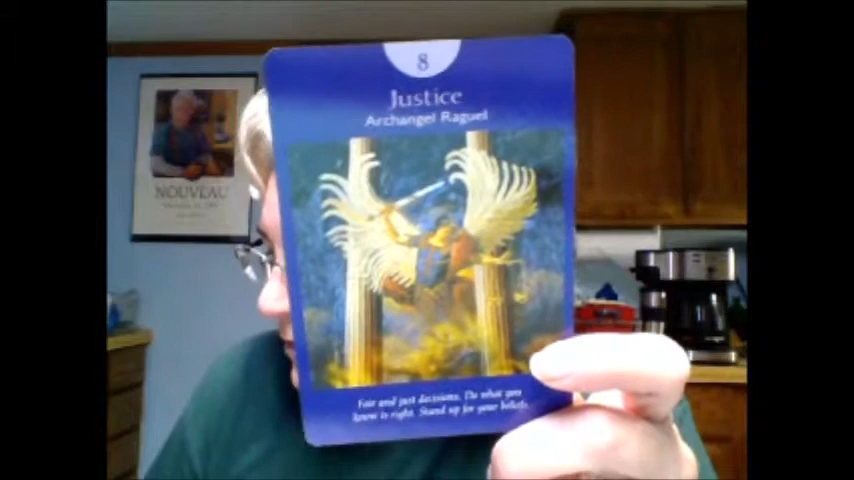 8
Justice
Archangel Raguel
Fair and just decisions. Do what you
know is right. Stand up for your beliefs.
NOUVEAU